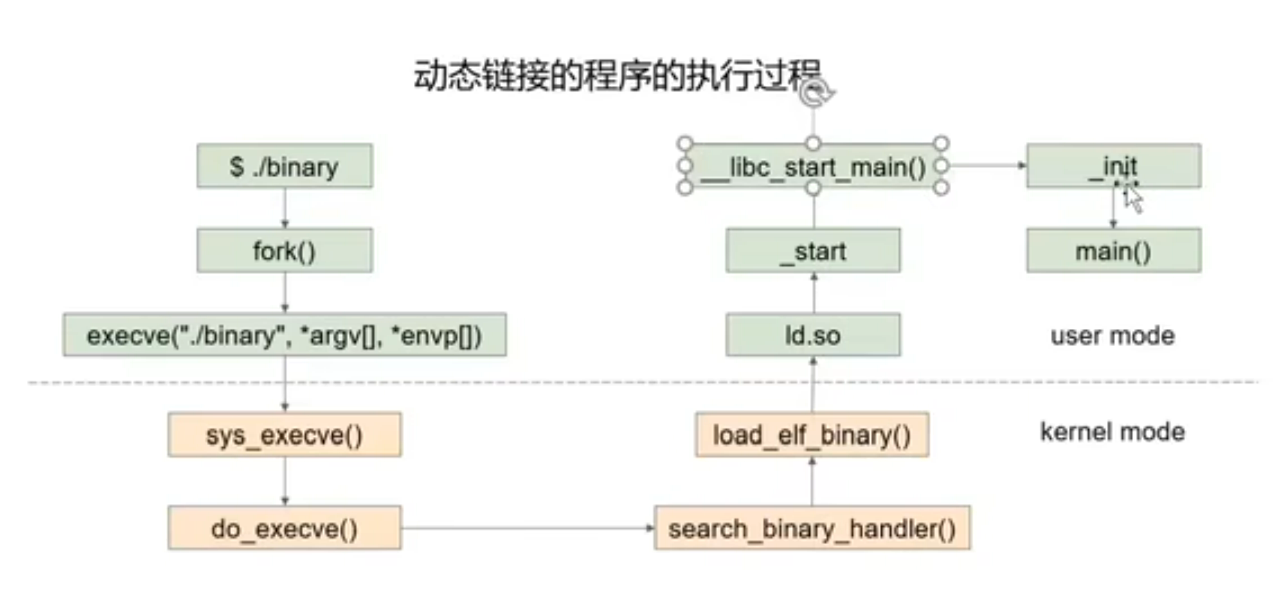 动态链接的程序的执行过程
$ ./binary
fork()
execve("./binary", *argv[], *envp[])
sys_execve()
do_execve()
search_binary_handler()
load_elf_binary()
ld.so
_start
__libc_start_main()
_init
main()
user mode
kernel mode